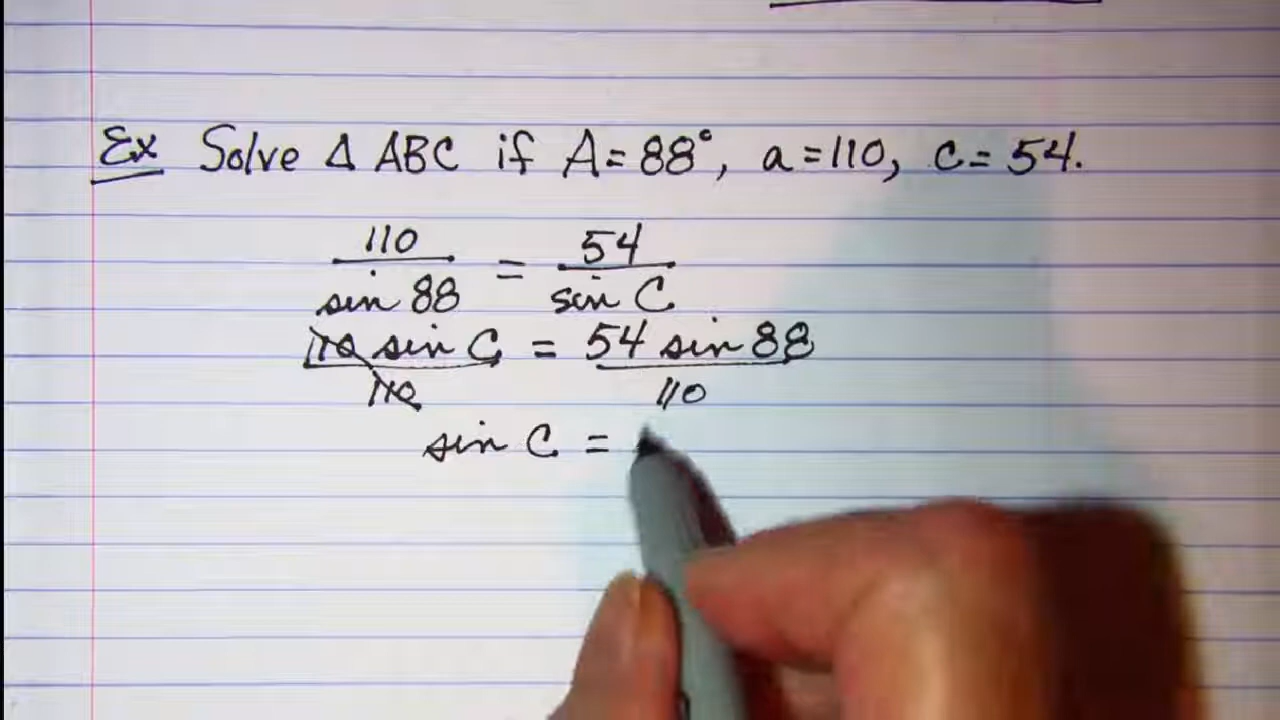 Ex Solve Δ ABC if A = 88°, a = 110, c = 54.
110 / sin 88 = 54 / sin C
110 sin C / 110 = 54 sin 88 / 110
sin C =